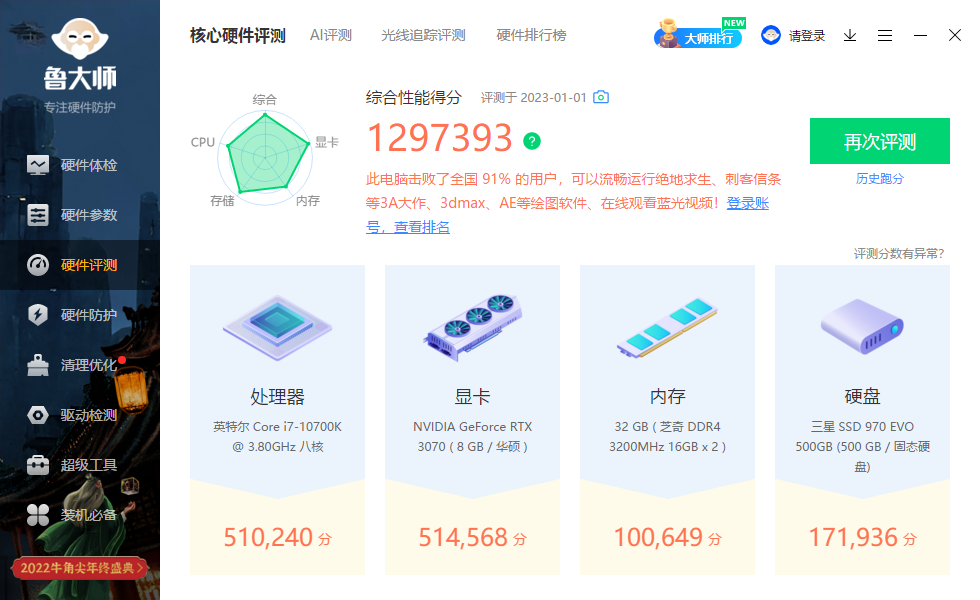 鲁大师
专注硬件防护
硬件体检
硬件参数
硬件评测
硬件防护
清理优化
驱动检测
超级工具
装机必备
2022牛角尖年终盛典
核心硬件评测
AI评测
光线追踪评测
硬件排行榜
大师排行
NEW
请登录
综合
CPU
显卡
存储
内存
综合性能得分
评测于 2023-01-01
1297393
?
再次评测
历史跑分
此电脑击败了全国 91% 的用户，可以流畅运行绝地求生、刺客信条
等3A大作、3dmax、AE等绘图软件、在线观看蓝光视频！登录账
号，查看排名
评测分数有异常?
处理器
英特尔 Core i7-10700K
@ 3.80GHz 八核
510,240 分
显卡
NVIDIA GeForce RTX
3070 ( 8 GB / 华硕 )
514,568 分
内存
32 GB ( 芝奇 DDR4
3200MHz 16GB x 2 )
100,649 分
硬盘
三星 SSD 970 EVO
500GB (500 GB / 固态硬
盘)
171,936 分